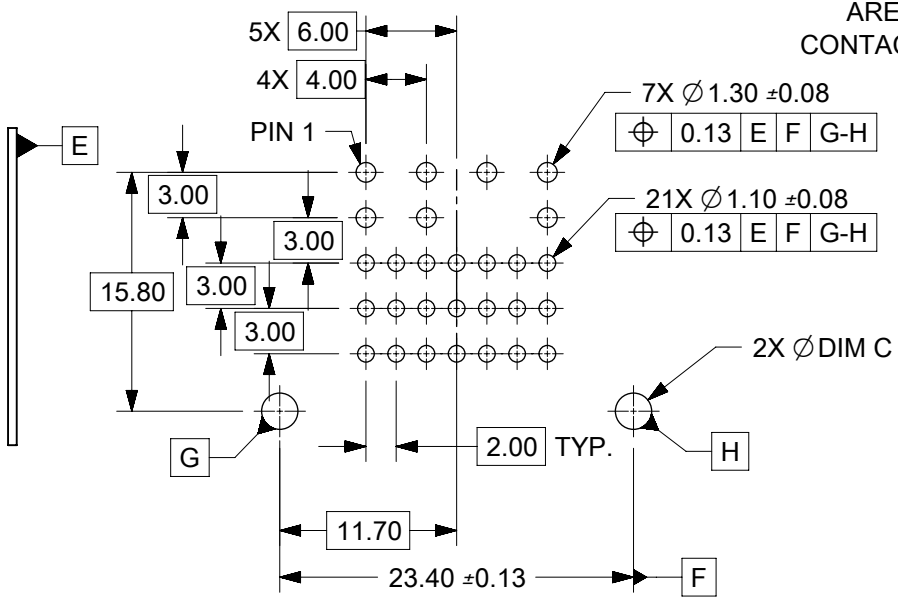 ARE
CONTAC
5X 6.00
4X 4.00
7X ∅1.30 ±0.08
⌖ 0.13 E F G-H
E
PIN 1
3.00
21X ∅1.10 ±0.08
⌖ 0.13 E F G-H
3.00
15.80
3.00
3.00
2X ∅DIM C
G
2.00 TYP.
H
11.70
23.40 ±0.13
F